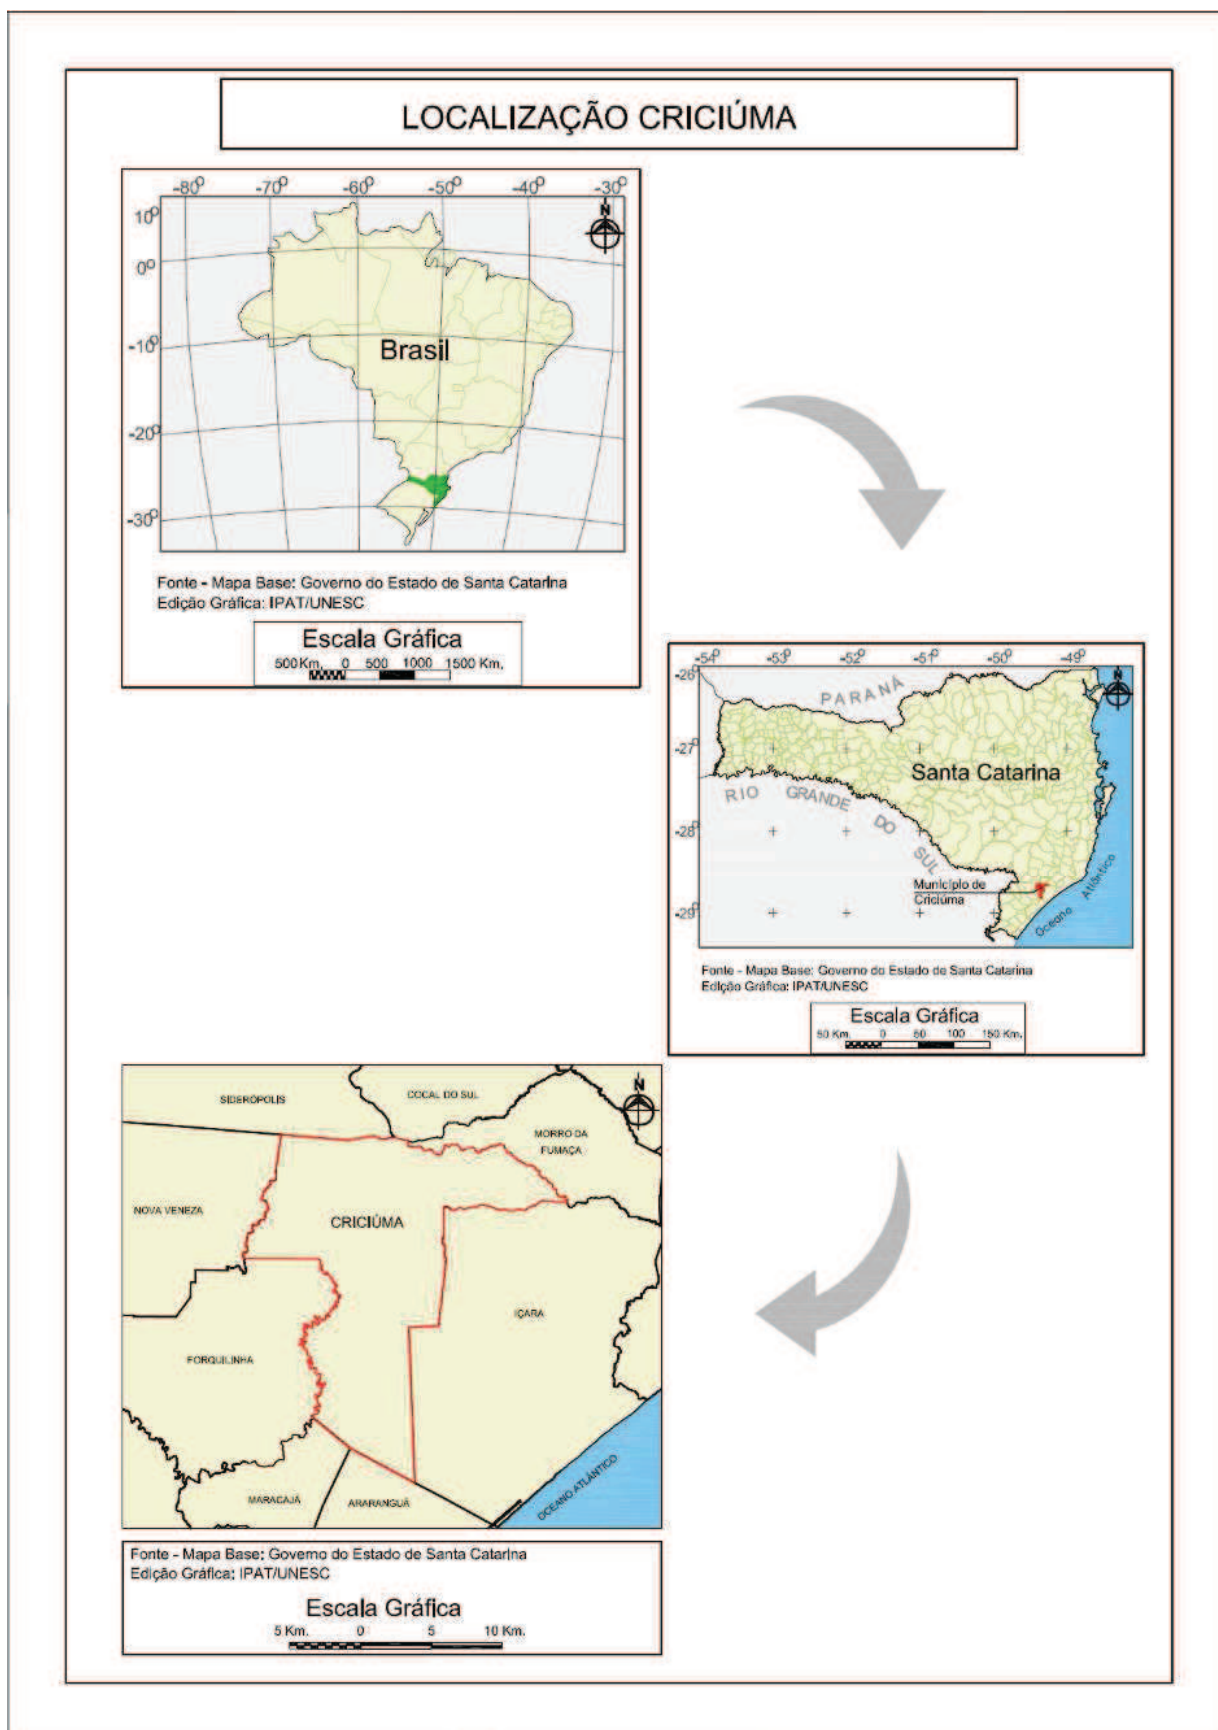 LOCALIZAÇÃO CRICIÚMA
-80º -70º -60º -50º -40º -30º
10º
N
0º
-10º
Brasil
-20º
-30º
Fonte - Mapa Base: Governo do Estado de Santa Catarina
Edição Gráfica: IPAT/UNESC
Escala Gráfica
500 Km. 0 500 1000 1500 Km.
-54º -53º -52º -51º -50º -49º
-26º
N
PARANÁ
-27º
Santa Catarina
RIO GRANDE DO SUL
-28º
Município de
Criciúma
-29º
Oceano Atlântico
Fonte - Mapa Base: Governo do Estado de Santa Catarina
Edição Gráfica: IPAT/UNESC
Escala Gráfica
50 Km. 0 50 100 150 Km.
N
SIDERÓPOLIS
COCAL DO SUL
MORRO DA
FUMAÇA
NOVA VENEZA
CRICIÚMA
IÇARA
FORQUILINHA
MARACAJÁ
ARARANGUÁ
OCEANO ATLÂNTICO
Fonte - Mapa Base: Governo do Estado de Santa Catarina
Edição Gráfica: IPAT/UNESC
Escala Gráfica
5 Km. 0 5 10 Km.